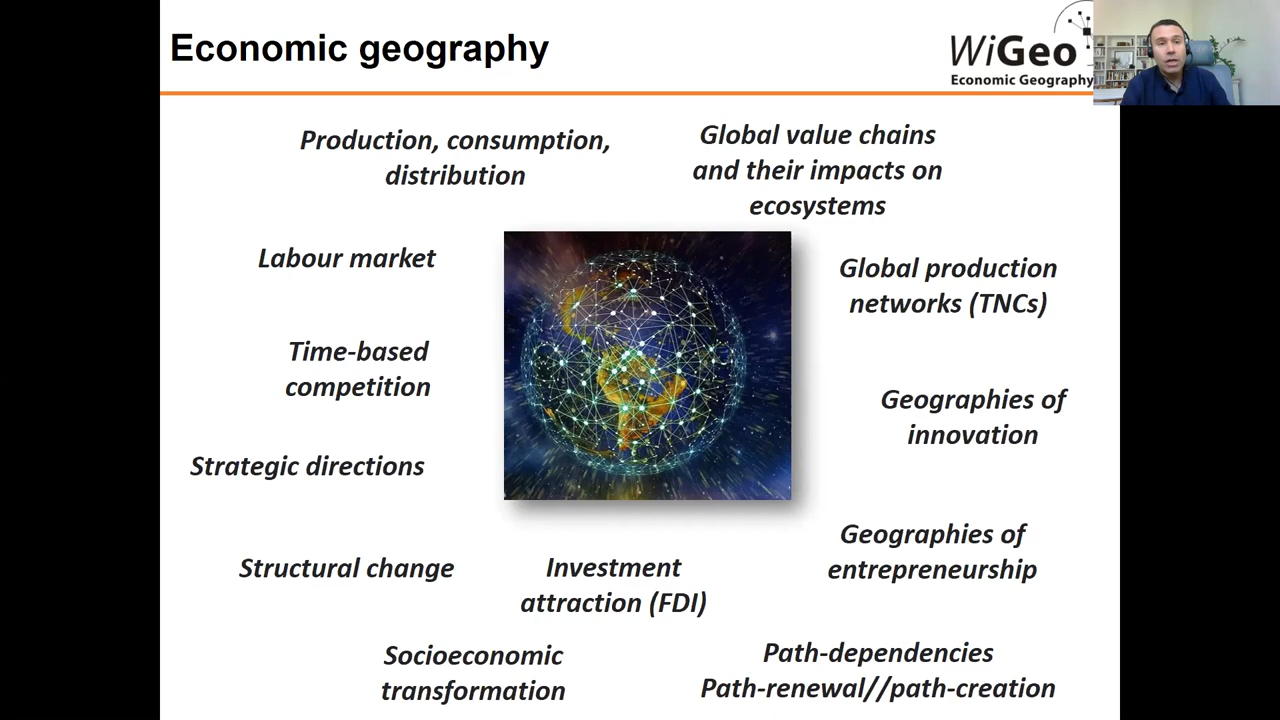 Economic geography
WiGeo
Economic Geography
Production, consumption,
distribution
Global value chains
and their impacts on
ecosystems
Labour market
Global production
networks (TNCs)
Time-based
competition
Geographies of
innovation
Strategic directions
Geographies of
entrepreneurship
Structural change
Investment
attraction (FDI)
Socioeconomic
transformation
Path-dependencies
Path-renewal//path-creation